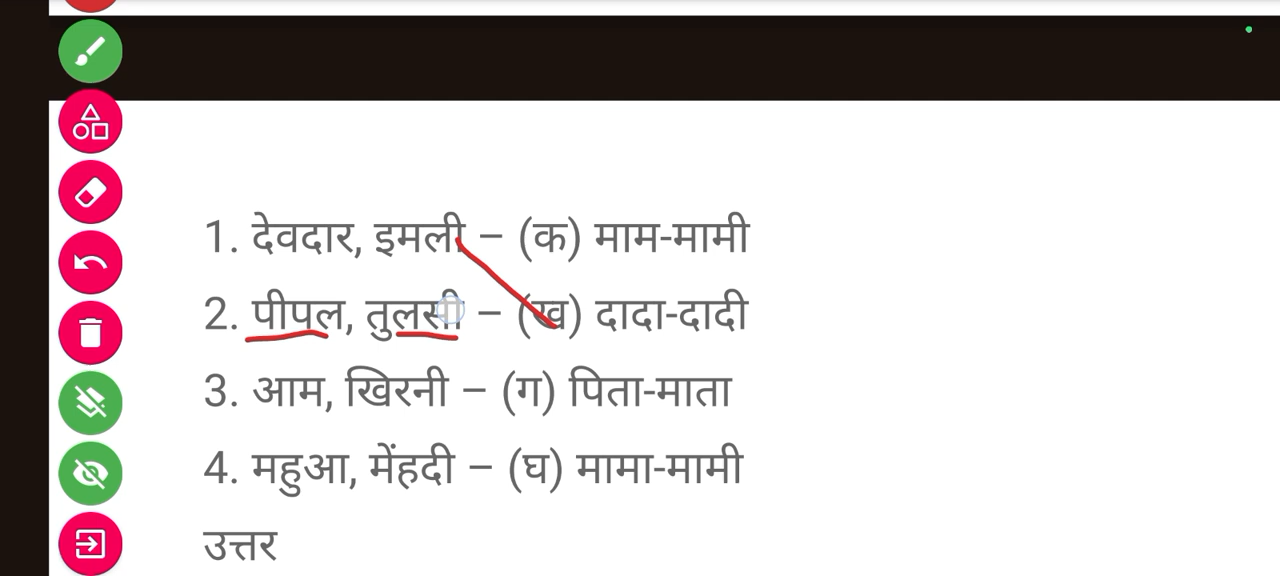 1. देवदार, इमली – (क) माम-मामी
2. पीपल, तुलसी – (ख) दादा-दादी
3. आम, खिरनी – (ग) पिता-माता
4. महुआ, मेंहदी – (घ) मामा-मामी
उत्तर